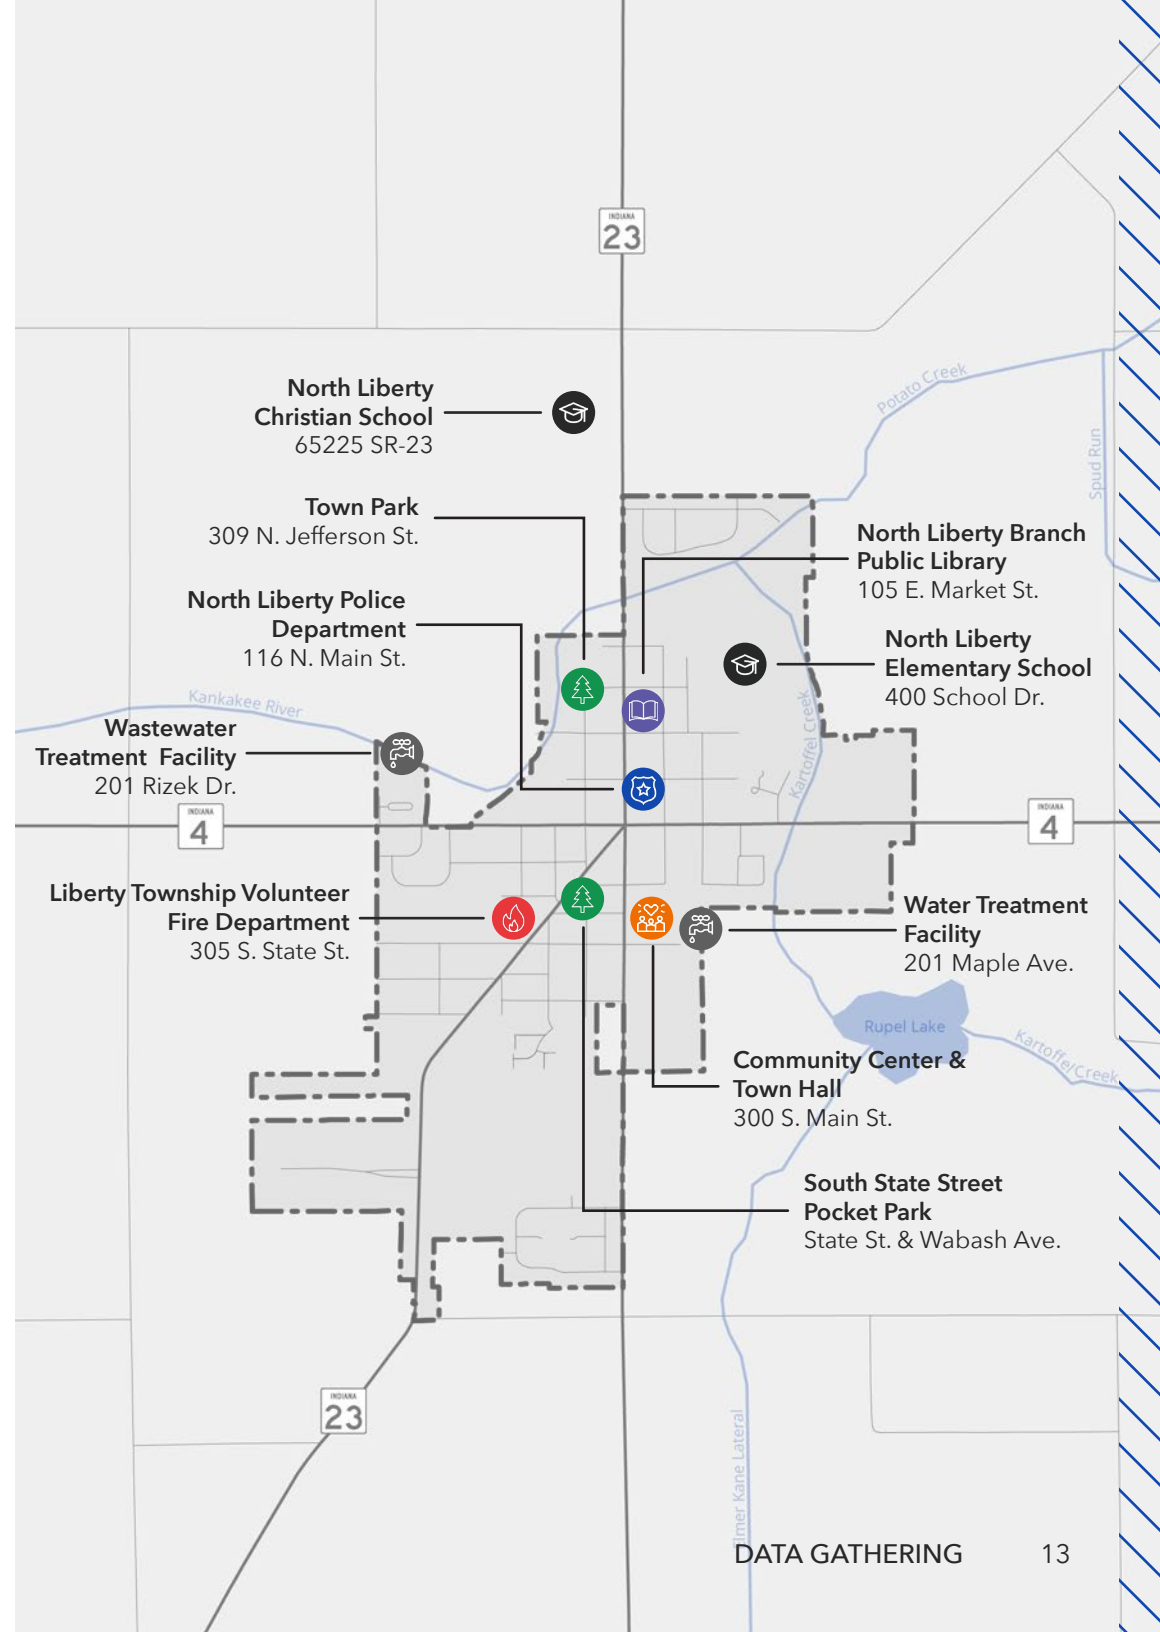 INDIANA
23
North Liberty
Christian School
65225 SR-23
Potato Creek
Spud Run
Town Park
309 N. Jefferson St.
North Liberty Branch
Public Library
105 E. Market St.
North Liberty Police
Department
116 N. Main St.
North Liberty
Elementary School
400 School Dr.
Kankakee River
Kartoffel Creek
Wastewater
Treatment Facility
201 Rizek Dr.
INDIANA
4
INDIANA
4
Liberty Township Volunteer
Fire Department
305 S. State St.
Water Treatment
Facility
201 Maple Ave.
Rupel Lake
Kartoffel Creek
Community Center &
Town Hall
300 S. Main St.
South State Street
Pocket Park
State St. & Wabash Ave.
INDIANA
23
Elmer Kane Lateral
DATA GATHERING 13